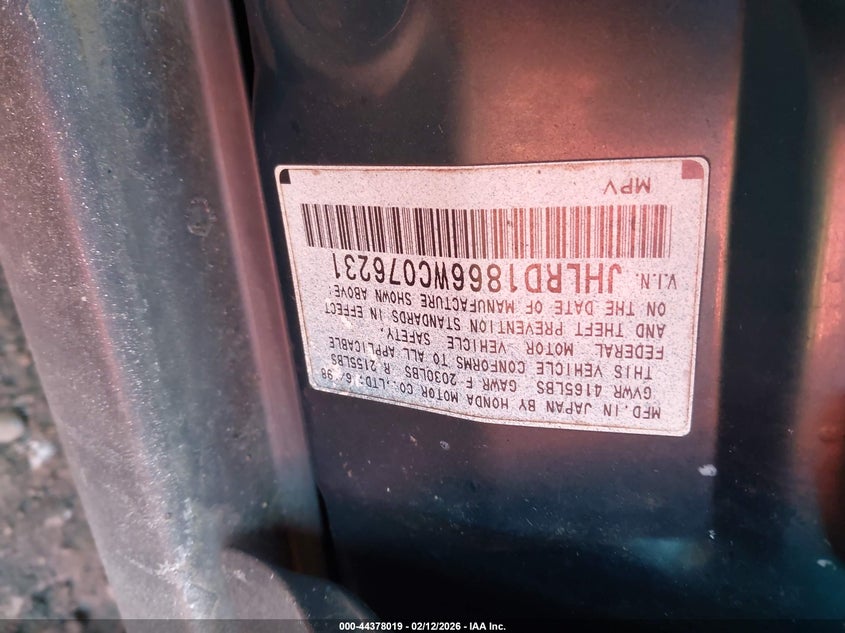 MFD. IN JAPAN BY HONDA MOTOR CO., LTD. 6/98
GVWR 4165LBS GAWR F 2030LBS R 2155LBS
THIS VEHICLE CONFORMS TO ALL APPLICABLE
FEDERAL MOTOR VEHICLE SAFETY,
AND THEFT PREVENTION STANDARDS IN EFFECT
ON THE DATE OF MANUFACTURE SHOWN ABOVE.
V.I.N. JHLRD1866WC076231
MPV
000-44378019 - 02/12/2026 - IAA Inc.